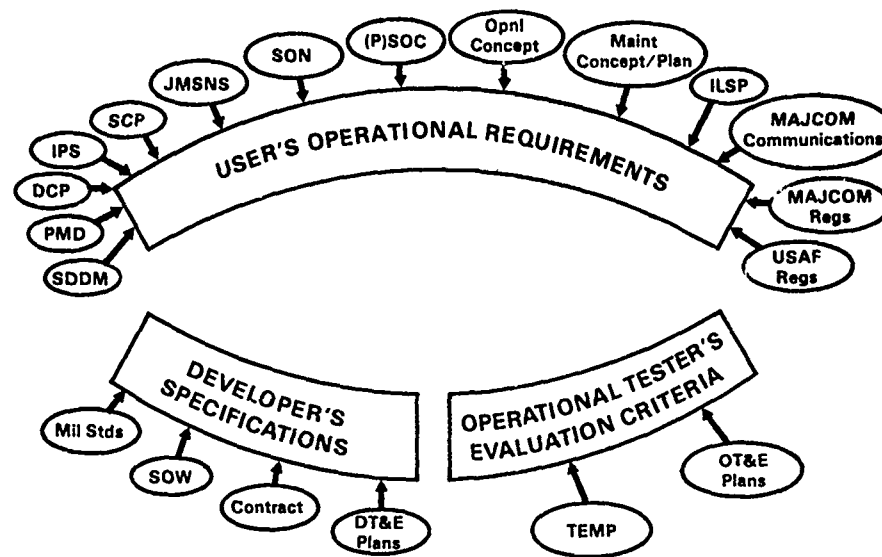 SDDM
PMD
DCP
IPS
SCP
JMSNS
SON
(P)SOC
Opnl
Concept
Maint
Concept/Plan
ILSP
MAJCOM
Communications
MAJCOM
Regs
USAF
Regs
USER'S OPERATIONAL REQUIREMENTS
DEVELOPER'S
SPECIFICATIONS
OPERATIONAL TESTER'S
EVALUATION CRITERIA
Mil Stds
SOW
Contract
DT&E
Plans
TEMP
OT&E
Plans